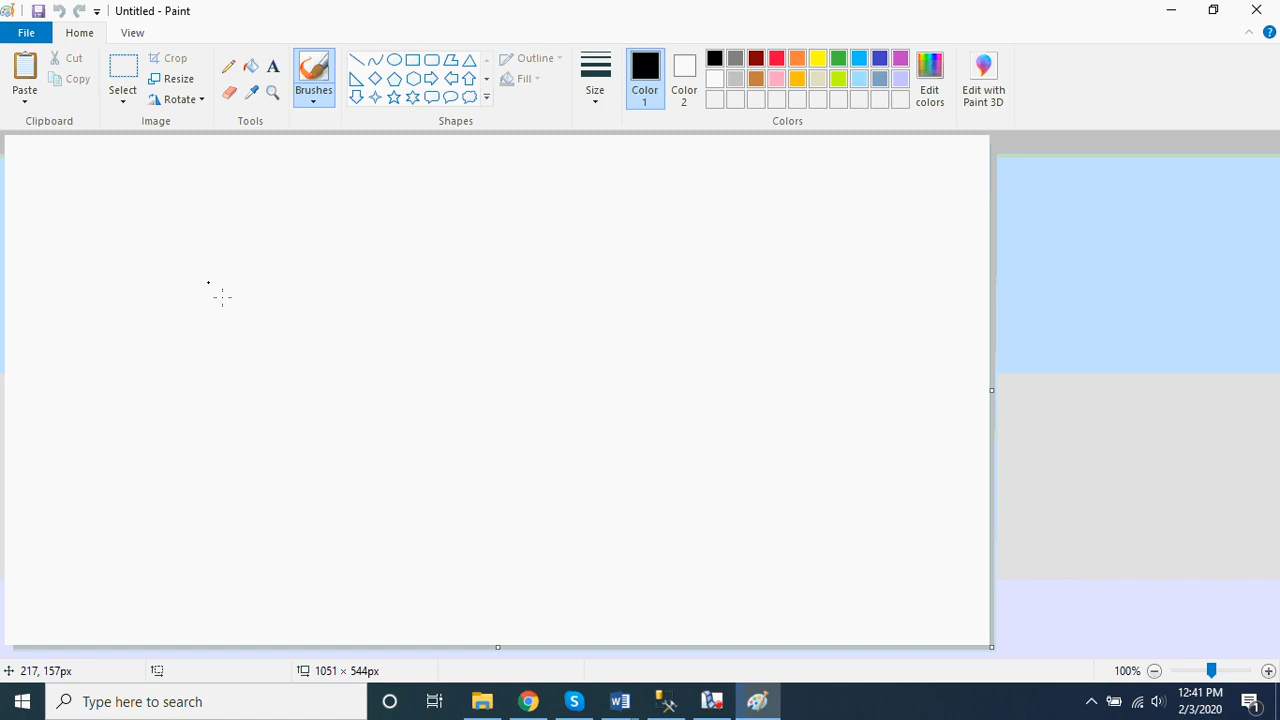 Untitled - Paint
File Home View
Paste
Cut
Copy
Clipboard
Select
Crop
Resize
Rotate
Image
A
Tools
Brushes
Outline
Fill
Shapes
Size
Color 1
Color 2
Edit colors
Colors
Edit with Paint 3D
217, 157px
1051 × 544px
100%
Type here to search
12:41 PM
2/3/2020